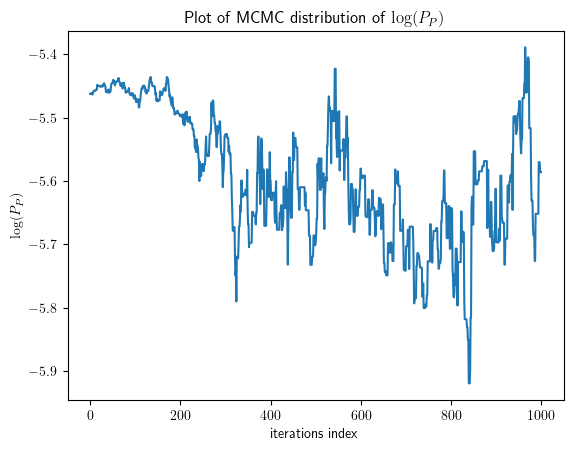 Plot of MCMC distribution of log(P_P)
log(P_P)
−5.4
−5.5
−5.6
−5.7
−5.8
−5.9
0 200 400 600 800 1000
iterations index